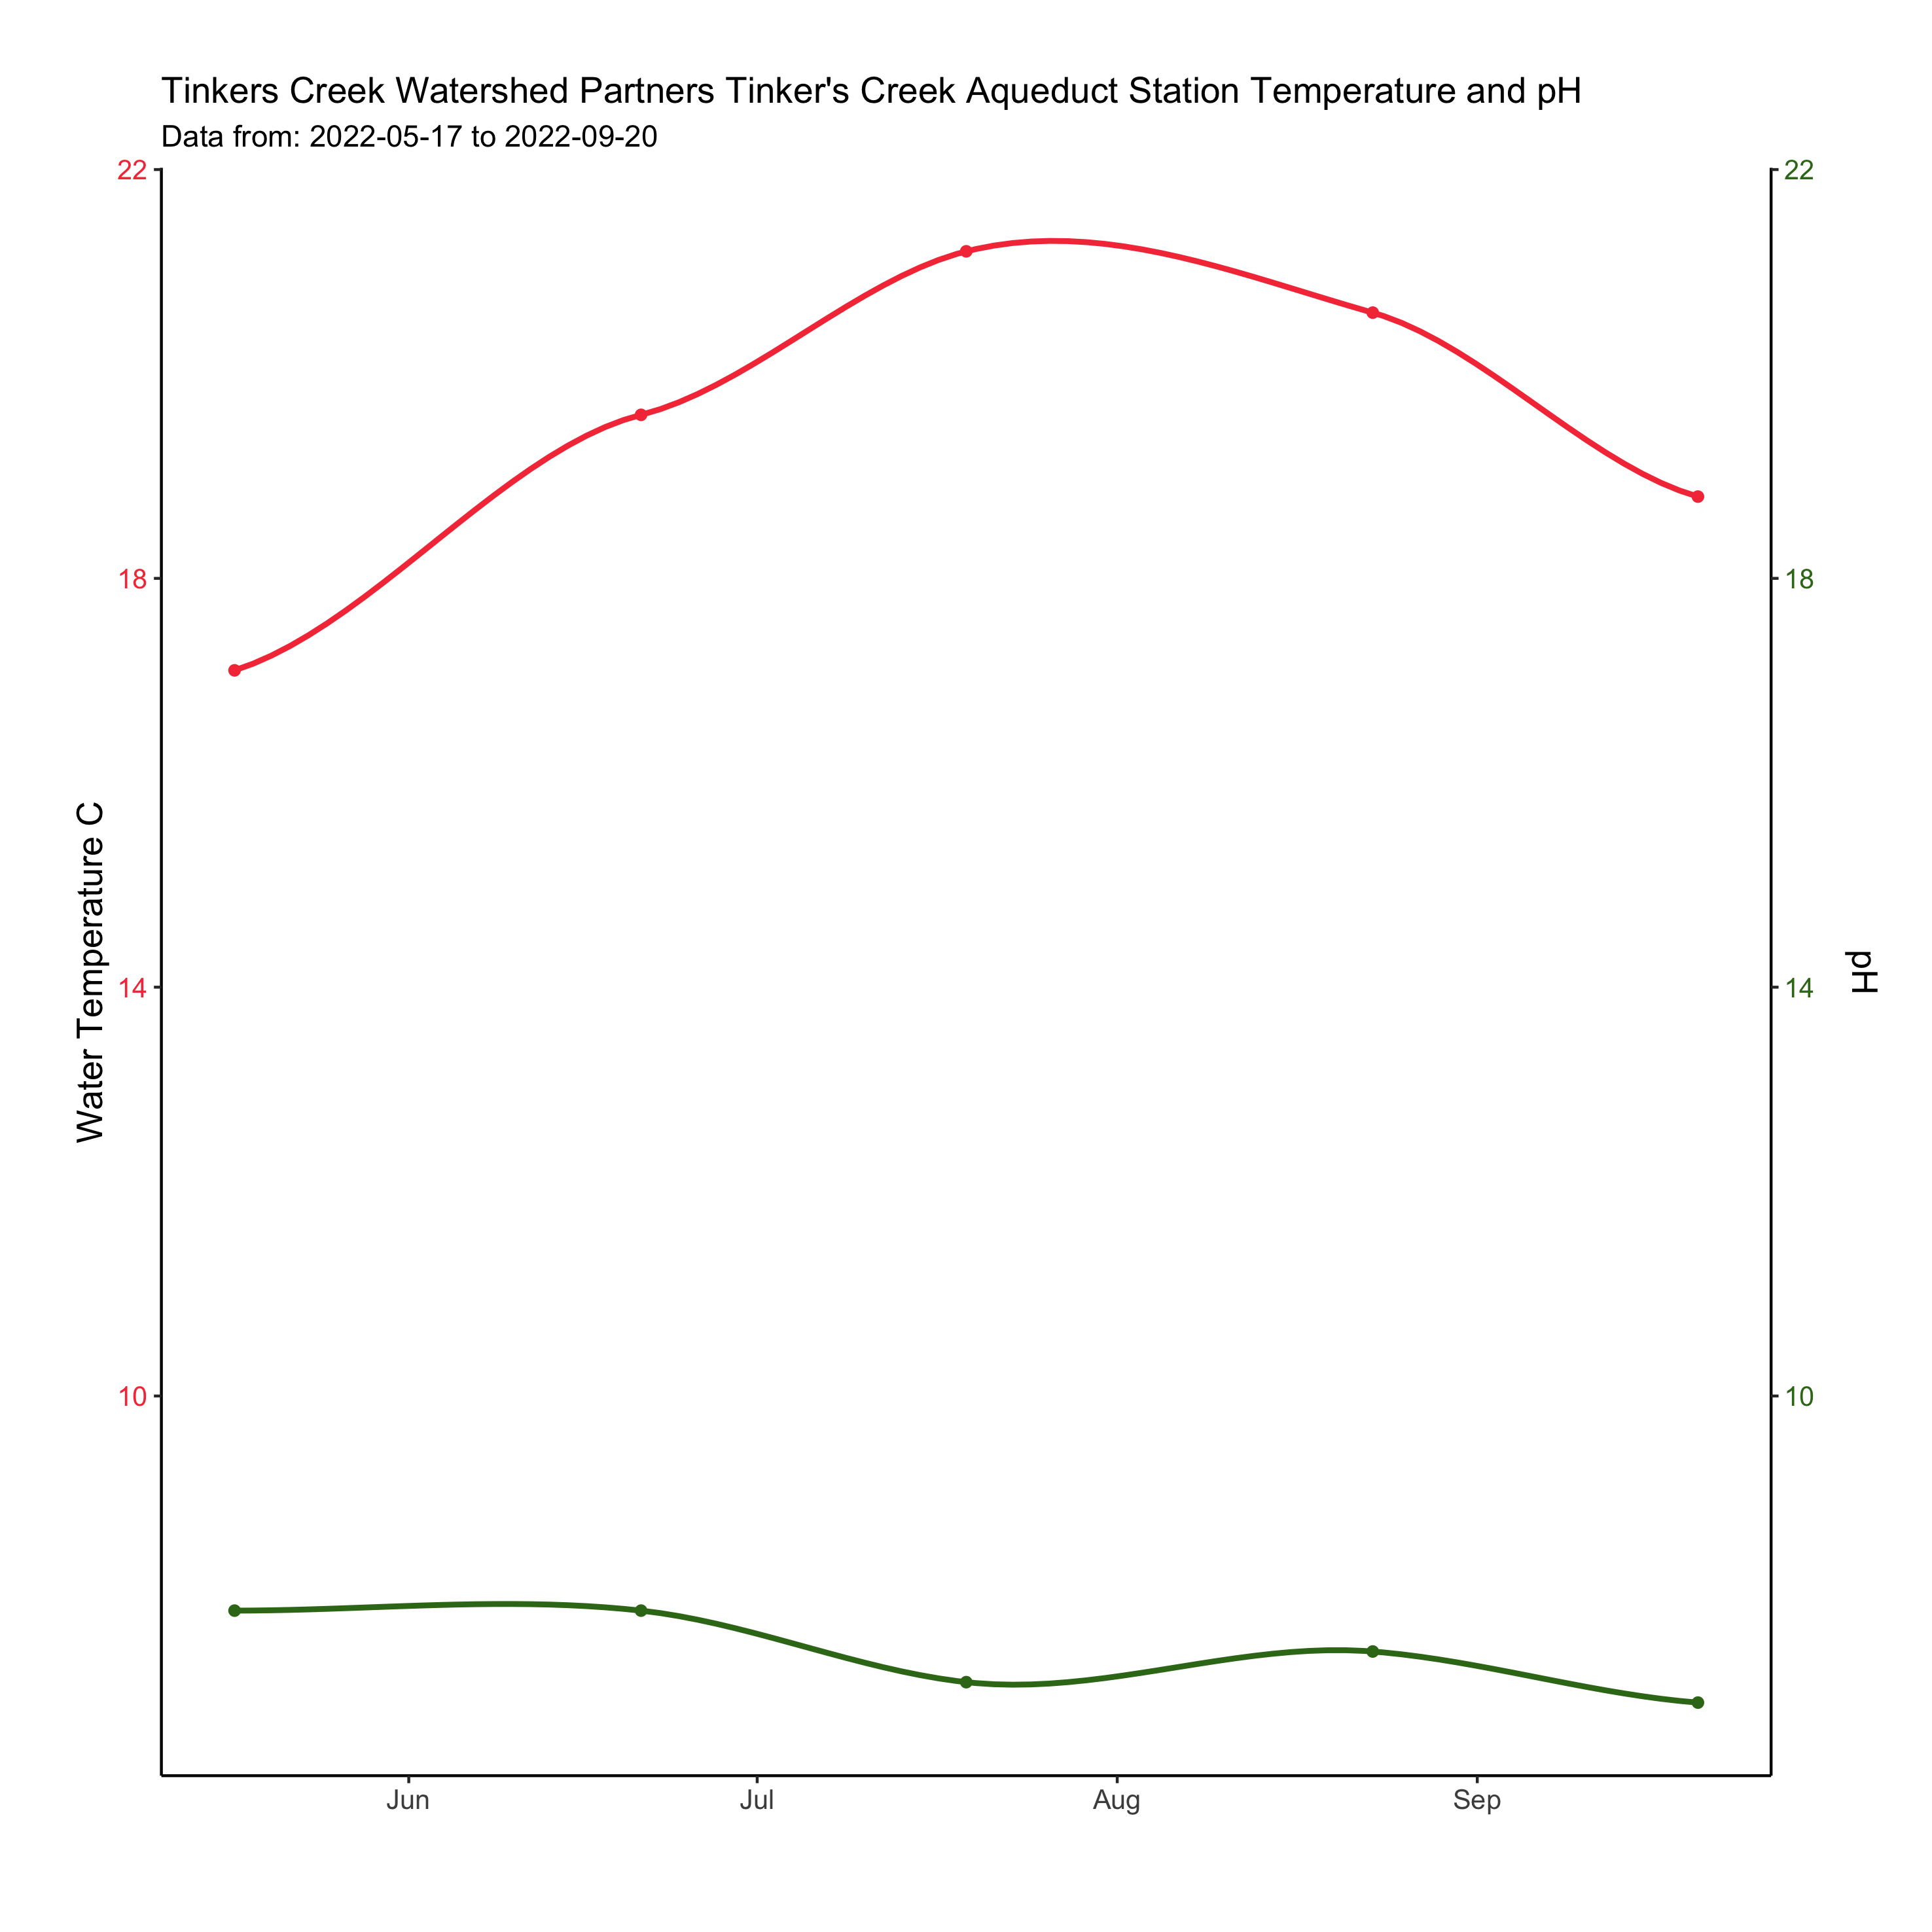 Tinkers Creek Watershed Partners Tinker's Creek Aqueduct Station Temperature and pH
Data from: 2022-05-17 to 2022-09-20
22
18
14
10
Water Temperature C
22
18
14
10
pH
Jun
Jul
Aug
Sep